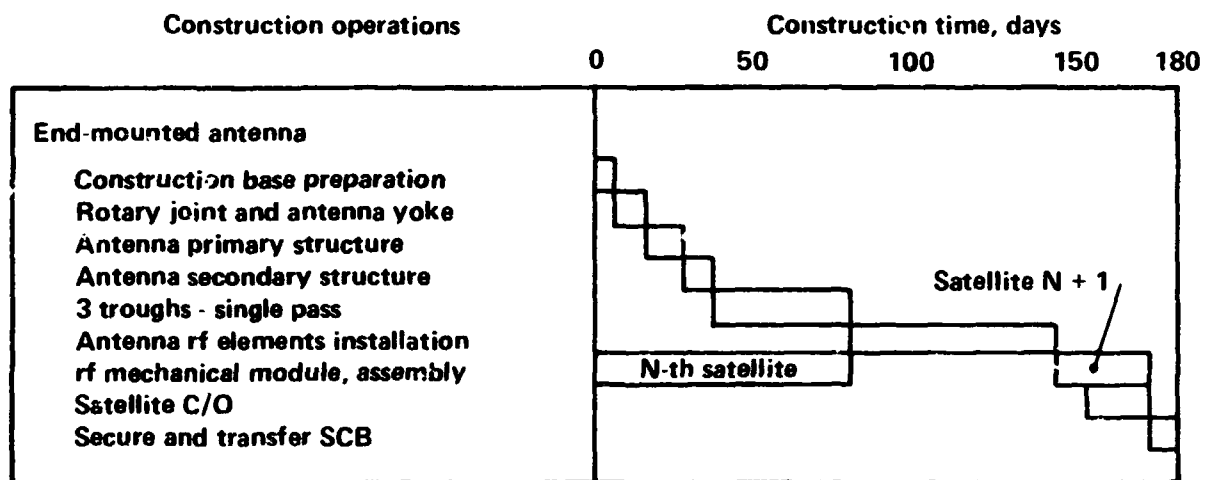 Construction operations
Construction time, days
0 50 100 150 180
End-mounted antenna
Construction base preparation
Rotary joint and antenna yoke
Antenna primary structure
Antenna secondary structure
3 troughs - single pass
Antenna rf elements installation
rf mechanical module, assembly
Satellite C/O
Secure and transfer SCB
Satellite N + 1
N-th satellite